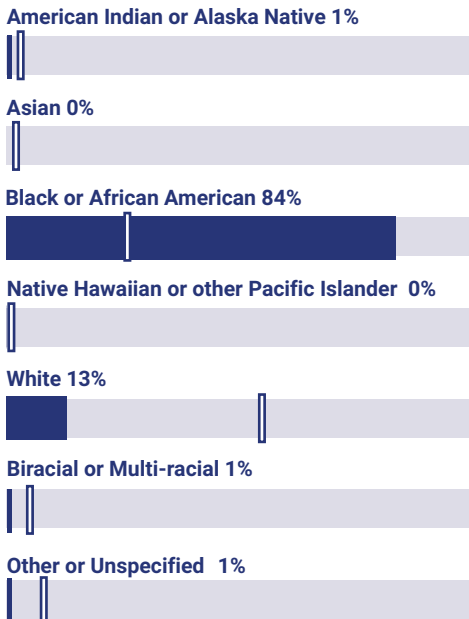 American Indian or Alaska Native 1%
Asian 0%
Black or African American 84%
Native Hawaiian or other Pacific Islander 0%
White 13%
Biracial or Multi-racial 1%
Other or Unspecified 1%